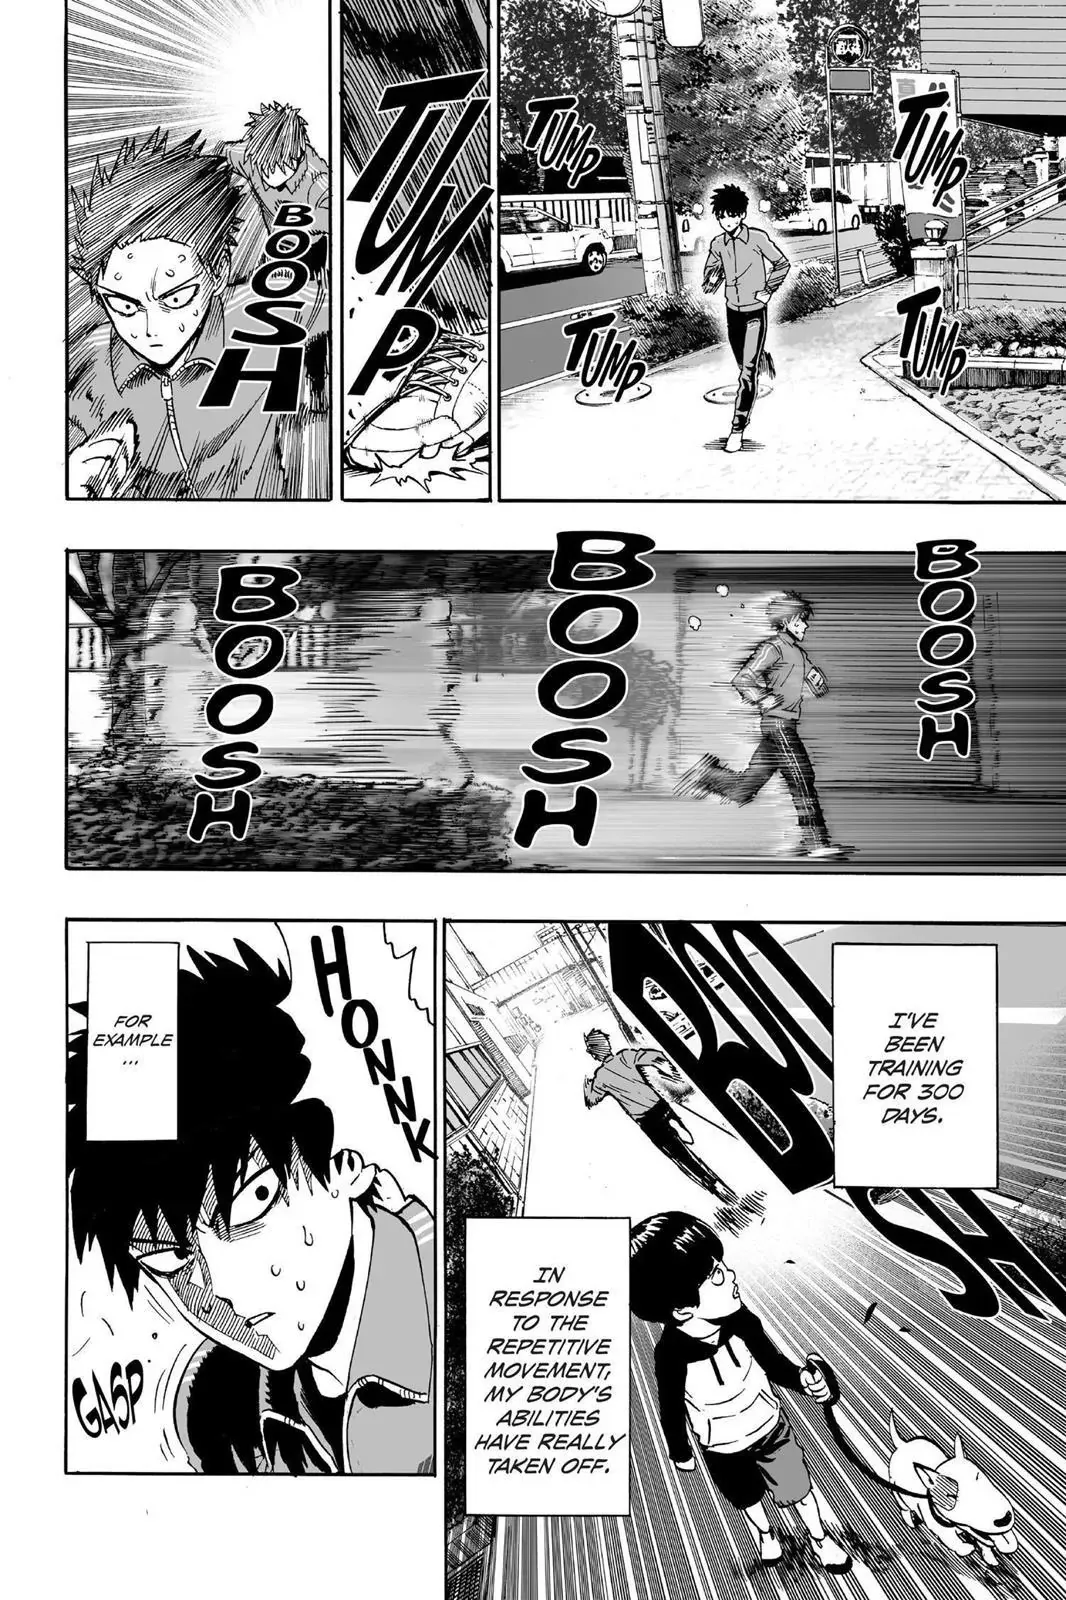 TUMP
TUMP
TUMP
TUMP
TUMP
BOOSH
BOOSH
BOOSH
BOOSH
I'VE
BEEN
TRAINING
FOR 300
DAYS.
BOOOSH
IN
RESPONSE
TO THE
REPETITIVE
MOVEMENT,
MY BODY'S
ABILITIES
HAVE REALLY
TAKEN OFF.
HONNK
FOR
EXAMPLE
...
GASP